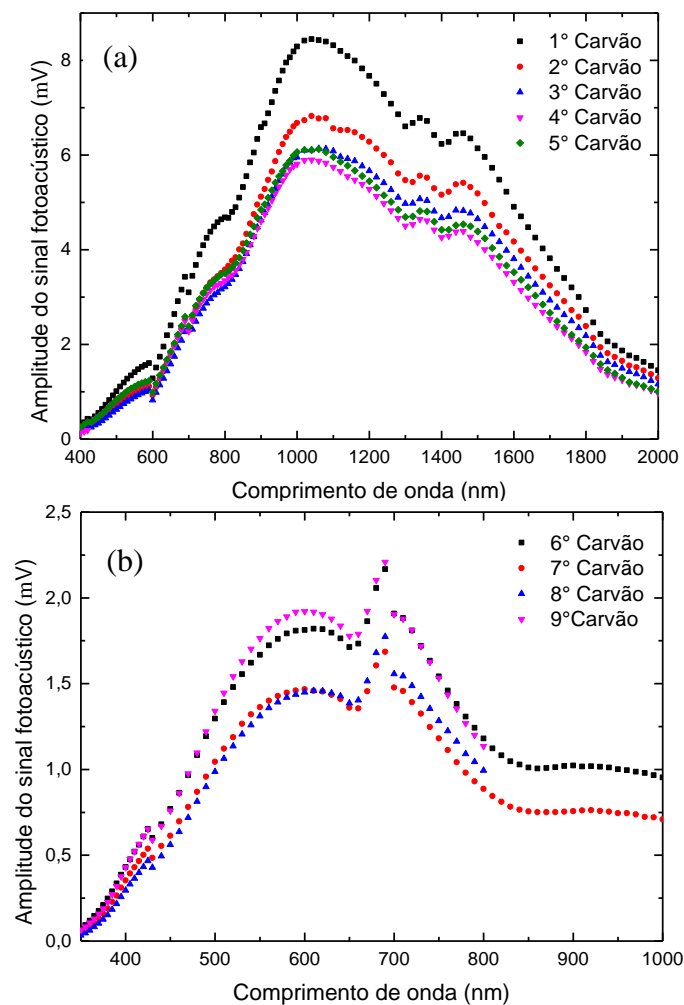 (a)
1° Carvão
2° Carvão
3° Carvão
4° Carvão
5° Carvão
Amplitude do sinal fotoacústico (mV)
8
6
4
2
0
400 600 800 1000 1200 1400 1600 1800 2000
Comprimento de onda (nm)
(b)
6° Carvão
7° Carvão
8° Carvão
9°Carvão
Amplitude do sinal fotoacústico (mV)
2,5
2,0
1,5
1,0
0,5
0,0
400 500 600 700 800 900 1000
Comprimento de onda (nm)